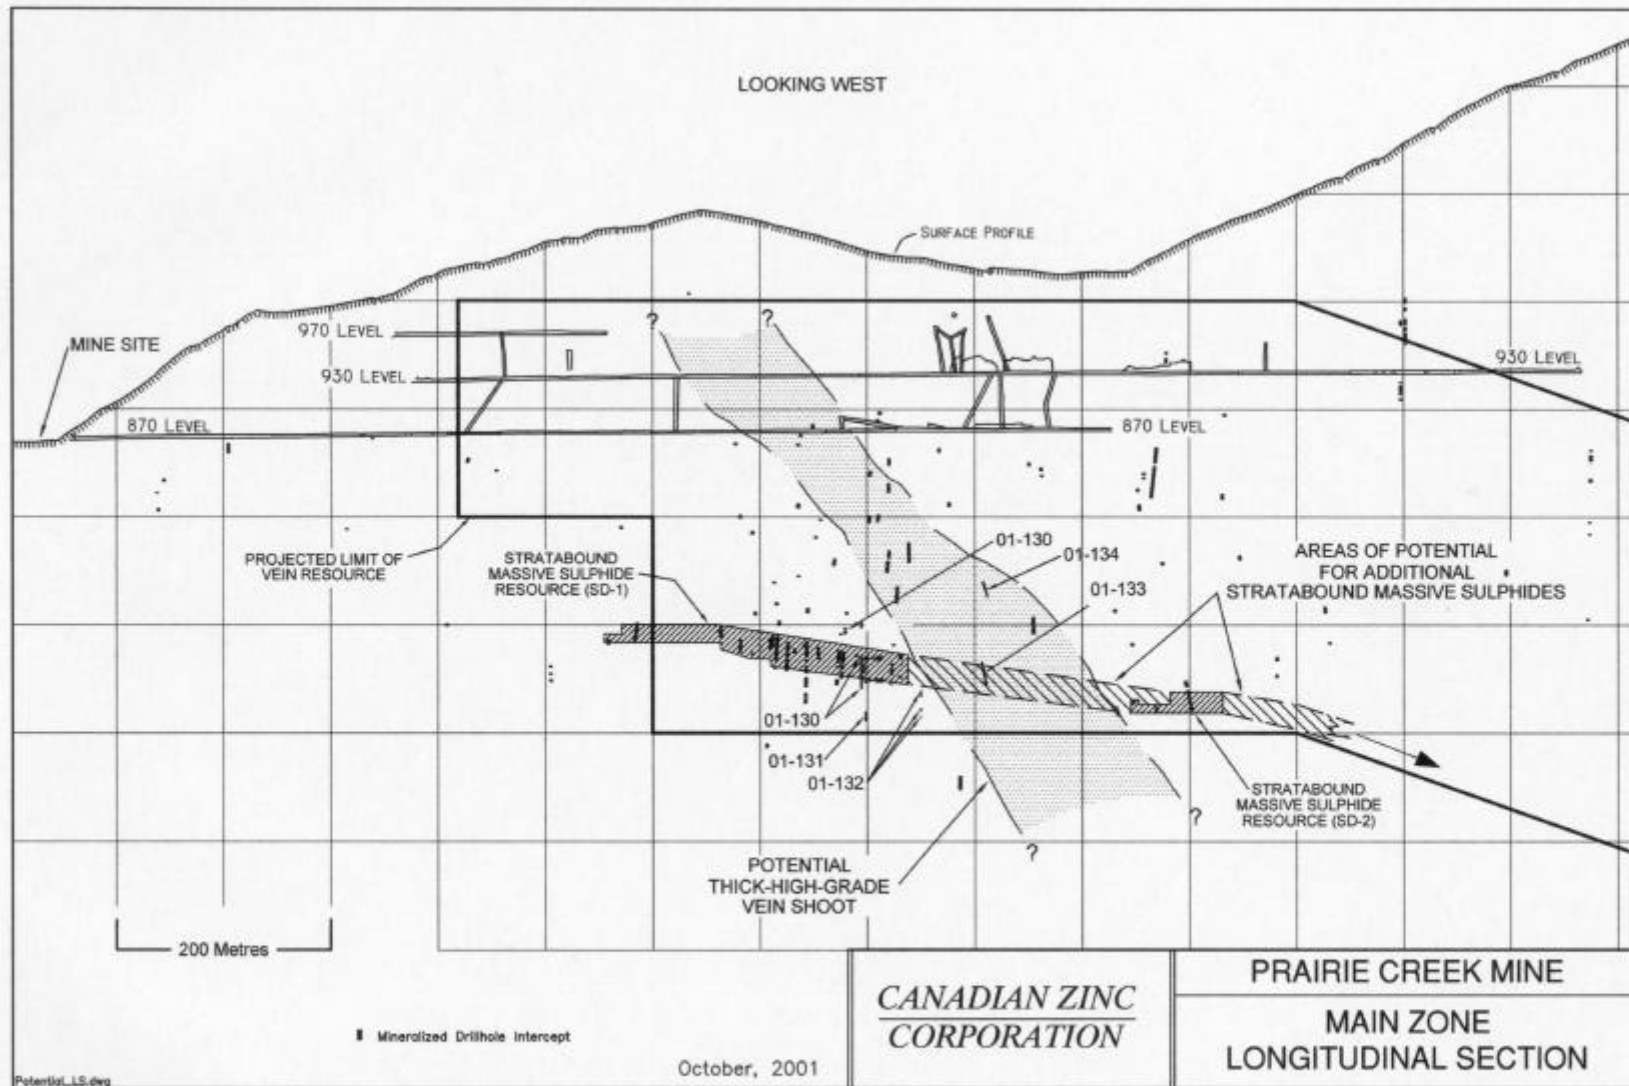 LOOKING WEST
SURFACE PROFILE
970 LEVEL
?
?
MINE SITE
930 LEVEL
930 LEVEL
870 LEVEL
870 LEVEL
PROJECTED LIMIT OF
VEIN RESOURCE
STRATABOUND
MASSIVE SULPHIDE
RESOURCE (SD-1)
01-130
01-134
01-133
AREAS OF POTENTIAL
FOR ADDITIONAL
STRATABOUND MASSIVE SULPHIDES
01-130
01-131
01-132
STRATABOUND
MASSIVE SULPHIDE
RESOURCE (SD-2)
?
?
POTENTIAL
THICK-HIGH-GRADE
VEIN SHOOT
200 Metres
Mineralized Drillhole Intercept
October, 2001
CANADIAN ZINC
CORPORATION
PRAIRIE CREEK MINE
MAIN ZONE
LONGITUDINAL SECTION
Potential_LS.dwg